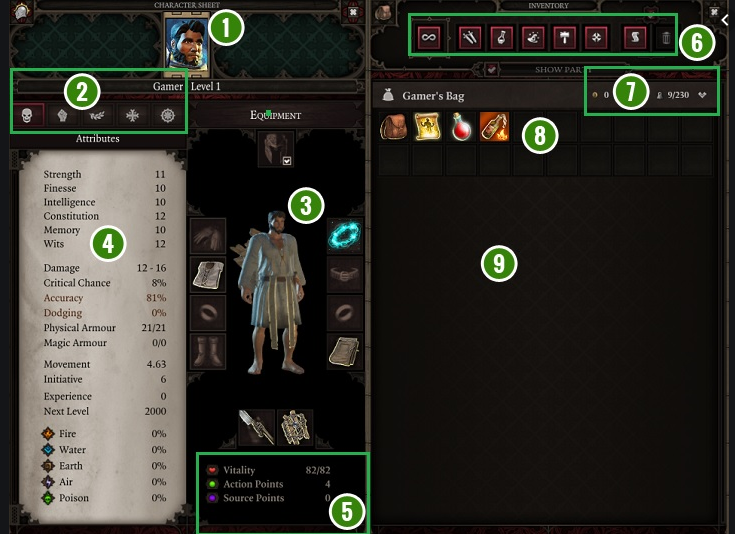 CHARACTER SHEET
INVENTORY
1
6
SHOW PARTY
Gamer Level 1
2
7
0
9/230
Gamer's Bag
EQUIPMENT
8
Attributes
Strength 11
Finesse 10
Intelligence 10
Constitution 12
Memory 10
Wits 12
3
4
9
Damage 12 - 16
Critical Chance 8%
Accuracy 81%
Dodging 0%
Physical Armour 21/21
Magic Armour 0/0
Movement 4.63
Initiative 6
Experience 0
Next Level 2000
Fire 0%
Water 0%
Earth 0%
Air 0%
Poison 0%
Vitality 82/82
Action Points 4
Source Points 0
5